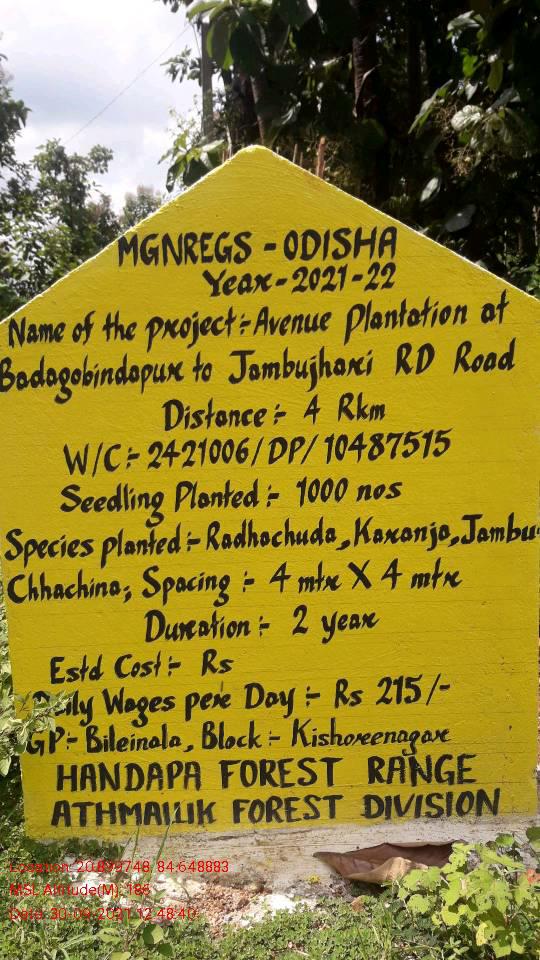 MGNREGS - ODISHA
Year - 2021-22
Name of the project:- Avenue Plantation at
Badagobindapur to Jambujhari RD Road
Distance :- 4 Rkm
W/C:- 2421006/DP/10487515
Seedling Planted :- 1000 nos
Species planted:- Radhachuda, Karanja, Jambu
Chhachina, Spacing :- 4 mtr X 4 mtr
Duration :- 2 year
Estd Cost:- Rs
Daily Wages per Day :- Rs 215/-
GP:- Bileinala, Block :- Kishoreenagar
HANDAPA FOREST RANGE
ATHMALLIK FOREST DIVISION
Location: 20.899748, 84.648883
MSL Altitude(M), 186
Date: 30-09-2021 12:48:40